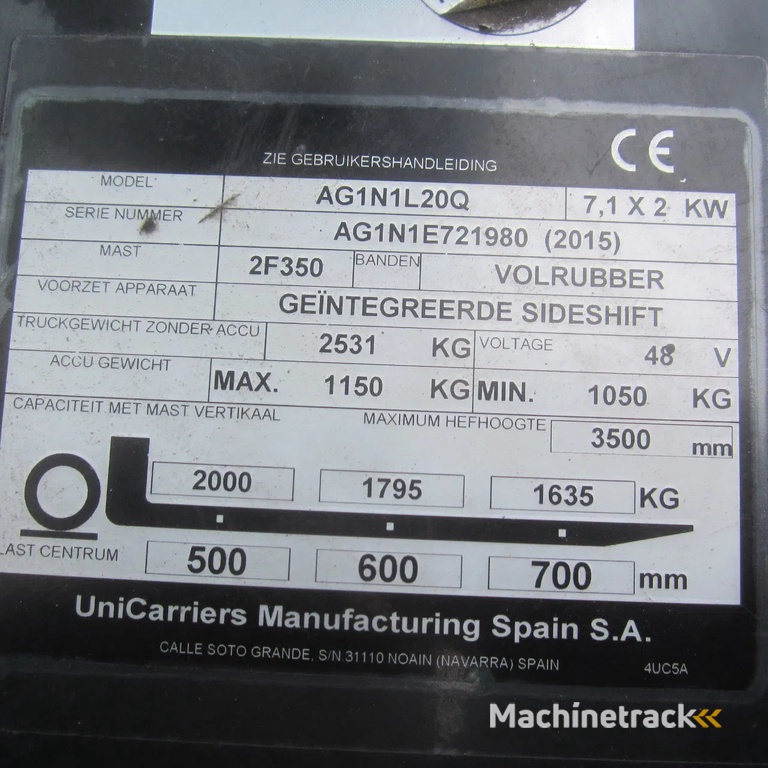 CE
ZIE GEBRUIKERSHANDLEIDING
MODEL AG1N1L20Q 7,1 X 2 KW
SERIE NUMMER AG1N1E721980 (2015)
MAST 2F350 BANDEN VOLRUBBER
VOORZET APPARAAT GEÏNTEGREERDE SIDESHIFT
TRUCKGEWICHT ZONDER ACCU 2531 KG VOLTAGE 48 V
ACCU GEWICHT MAX. 1150 KG MIN. 1050 KG
CAPACITEIT MET MAST VERTIKAAL MAXIMUM HEFHOOGTE 3500 mm
2000 1795 1635 KG
LAST CENTRUM 500 600 700 mm
UniCarriers Manufacturing Spain S.A.
CALLE SOTO GRANDE, S/N 31110 NOAIN (NAVARRA) SPAIN 4UC5A
Machinetrack